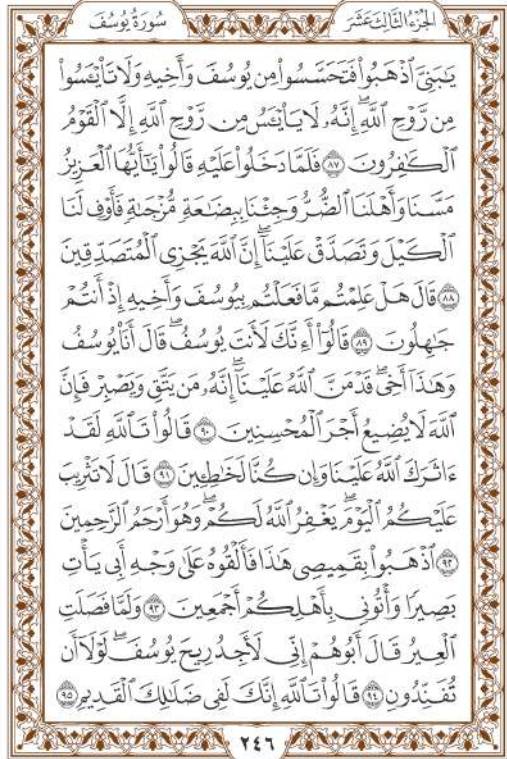 الجزء الثالث عشر
سورة يوسف
يَٰبَنِيَّ ٱذْهَبُوا۟ فَتَحَسَّسُوا۟ مِن يُوسُفَ وَأَخِيهِ وَلَا تَا۟يْـَٔسُوا۟
مِن رَّوْحِ ٱللَّهِ ۖ إِنَّهُۥ لَا يَا۟يْـَٔسُ مِن رَّوْحِ ٱللَّهِ إِلَّا ٱلْقَوْمُ
ٱلْكَٰفِرُونَ ٨٧ فَلَمَّا دَخَلُوا۟ عَلَيْهِ قَالُوا۟ يَٰٓأَيُّهَا ٱلْعَزِيزُ
مَسَّنَا وَأَهْلَنَا ٱلضُّرُّ وَجِئْنَا بِبِضَٰعَةٍ مُّزْجَىٰةٍ فَأَوْفِ لَنَا
ٱلْكَيْلَ وَتَصَدَّقْ عَلَيْنَآ ۖ إِنَّ ٱللَّهَ يَجْزِى ٱلْمُتَصَدِّقِينَ
٨٨ قَالَ هَلْ عَلِمْتُم مَّا فَعَلْتُم بِيُوسُفَ وَأَخِيهِ إِذْ أَنتُمْ
جَٰهِلُونَ ٨٩ قَالُوٓا۟ أَءِنَّكَ لَأَنتَ يُوسُفُ ۖ قَالَ أَنَا۠ يُوسُفُ
وَهَٰذَآ أَخِى ۖ قَدْ مَنَّ ٱللَّهُ عَلَيْنَآ ۖ إِنَّهُۥ مَن يَتَّقِ وَيَصْبِرْ فَإِنَّ
ٱللَّهَ لَا يُضِيعُ أَجْرَ ٱلْمُحْسِنِينَ ٩٠ قَالُوا۟ تَٱللَّهِ لَقَدْ
ءَاثَرَكَ ٱللَّهُ عَلَيْنَا وَإِن كُنَّا لَخَٰطِـِٔينَ ٩١ قَالَ لَا تَثْرِيبَ
عَلَيْكُمُ ٱلْيَوْمَ ۖ يَغْفِرُ ٱللَّهُ لَكُمْ ۖ وَهُوَ أَرْحَمُ ٱلرَّٰحِمِينَ
٩٢ ٱذْهَبُوا۟ بِقَمِيصِى هَٰذَا فَأَلْقُوهُ عَلَىٰ وَجْهِ أَبِى يَأْتِ
بَصِيرًا وَأْتُونِى بِأَهْلِكُمْ أَجْمَعِينَ ٩٣ وَلَمَّا فَصَلَتِ
ٱلْعِيرُ قَالَ أَبُوهُمْ إِنِّى لَأَجِدُ رِيحَ يُوسُفَ ۖ لَوْلَآ أَن
تُفَنِّدُونِ ٩٤ قَالُوا۟ تَٱللَّهِ إِنَّكَ لَفِى ضَلَٰلِكَ ٱلْقَدِيمِ ٩٥
٢٤٦